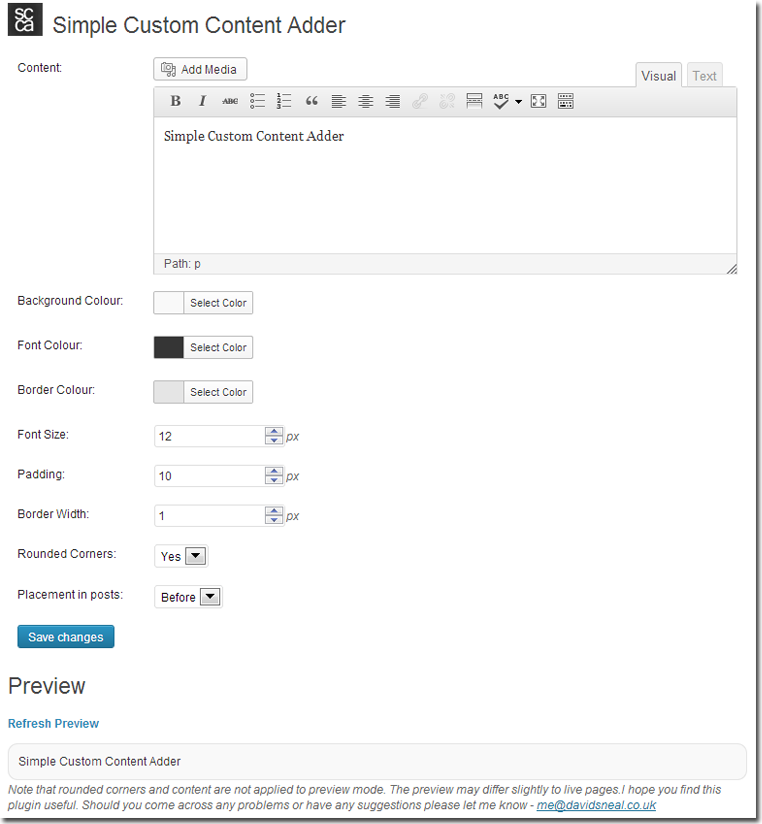 sc
ca
Simple Custom Content Adder
Content:
Add Media
Visual
Text
B I ABC ABC
Simple Custom Content Adder
Path: p
Background Colour:
Select Color
Font Colour:
Select Color
Border Colour:
Select Color
Font Size:
12
px
Padding:
10
px
Border Width:
1
px
Rounded Corners:
Yes
Placement in posts:
Before
Save changes
Preview
Refresh Preview
Simple Custom Content Adder
Note that rounded corners and content are not applied to preview mode. The preview may differ slightly to live pages.I hope you find this
plugin useful. Should you come across any problems or have any suggestions please let me know - me@davidsneal.co.uk